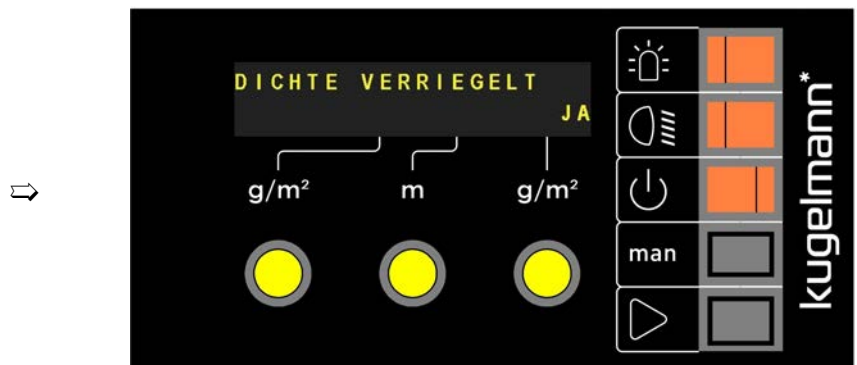 DICHTE VERRIEGELT
JA
g/m² m g/m²
man
kugelmann*